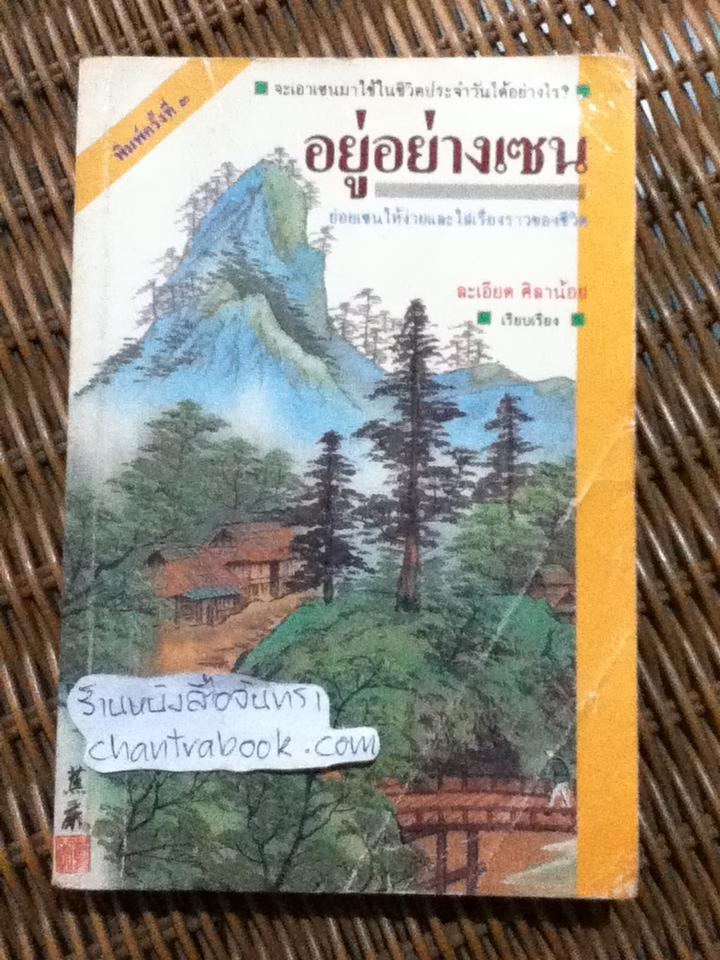 พิมพ์ครั้งที่ ๓
จะเอาเซนมาใช้ในชีวิตประจำวันได้อย่างไร?
อยู่อย่างเซน
ย่อยเซนให้ง่ายและใส่เรื่องราวของชีวิต
ละเอียด ศิลาน้อย
เรียบเรียง
ร้านหนังสือจันทรา
chantrabook.com